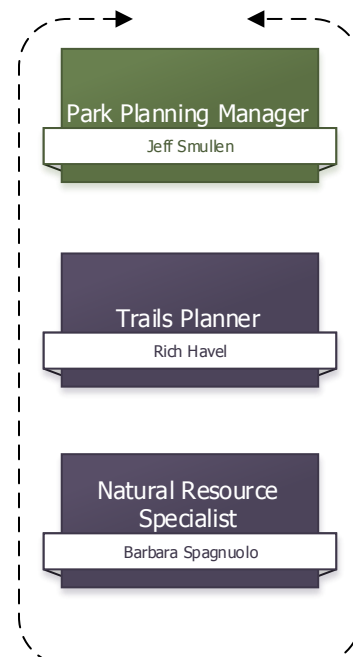 Park Planning Manager
Jeff Smullen
Trails Planner
Rich Havel
Natural Resource
Specialist
Barbara Spagnuolo